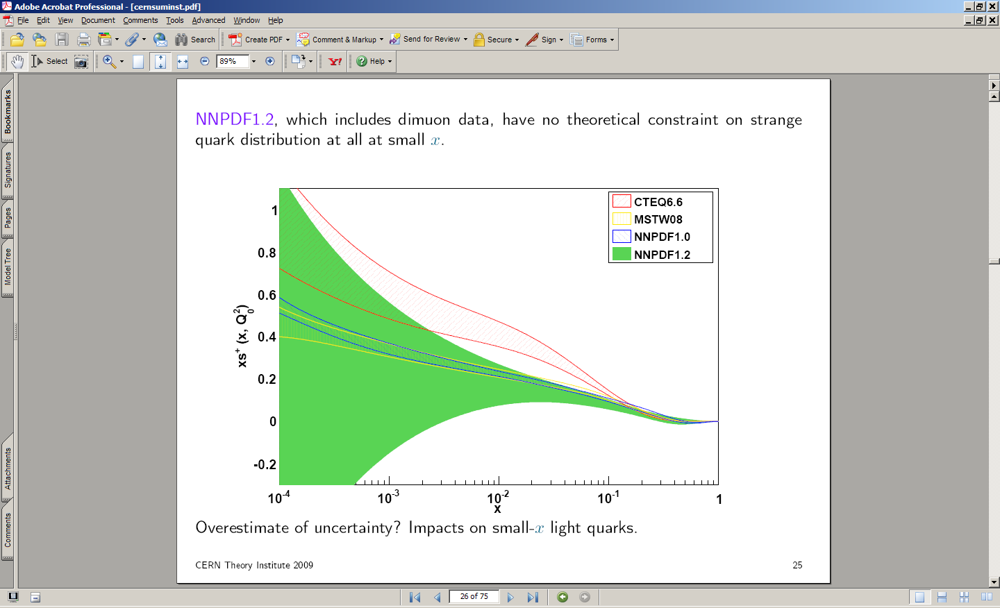 Adobe Acrobat Professional - [cernsuminst.pdf]
File Edit View Document Comments Tools Advanced Window Help
Search Create PDF Comment & Markup Send for Review Secure Sign Forms
Select 89% Y! Help
Bookmarks
Signatures
Pages
Model Tree
Attachments
Comments
NNPDF1.2, which includes dimuon data, have no theoretical constraint on strange
quark distribution at all at small x.
CTEQ6.6
MSTW08
NNPDF1.0
NNPDF1.2
1
0.8
0.6
0.4
0.2
0
-0.2
xs⁺ (x, Q₀²)
10⁻⁴ 10⁻³ 10⁻² 10⁻¹ 1
x
Overestimate of uncertainty? Impacts on small-x light quarks.
CERN Theory Institute 2009 25
26 of 75